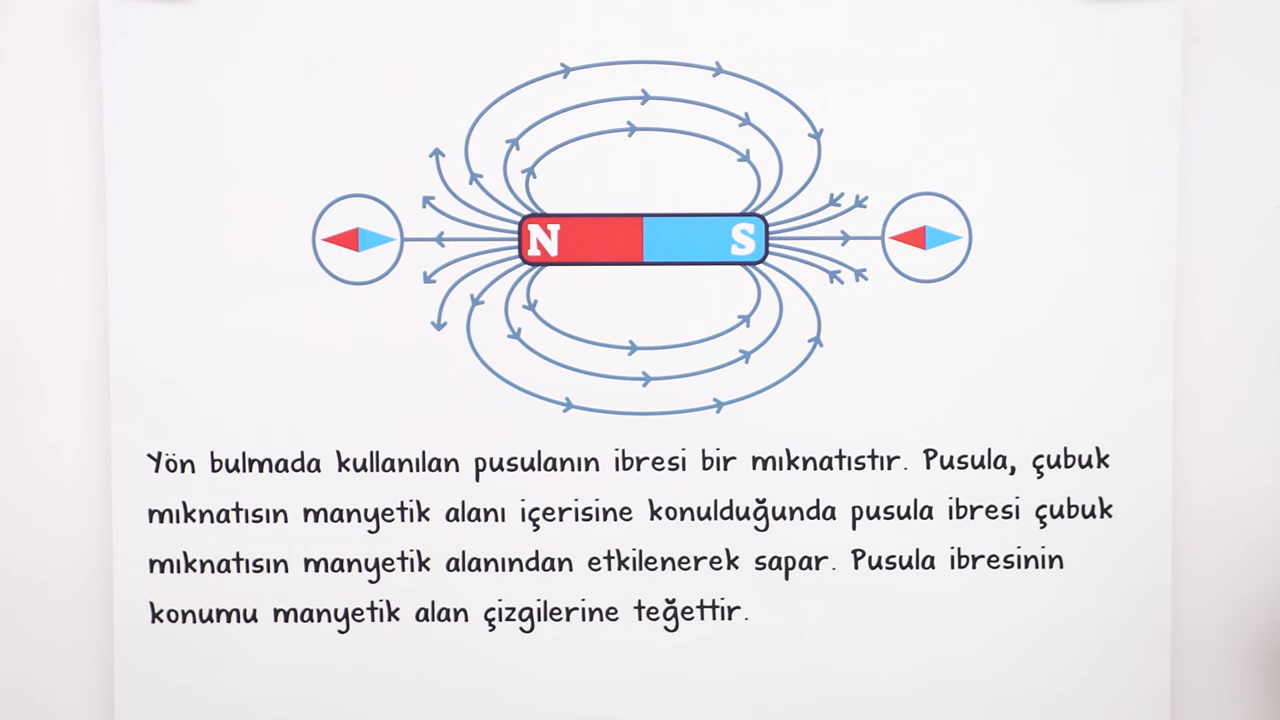 N S
Yön bulmada kullanılan pusulanın ibresi bir mıknatıstır. Pusula, çubuk
mıknatısın manyetik alanı içerisine konulduğunda pusula ibresi çubuk
mıknatısın manyetik alanından etkilenerek sapar. Pusula ibresinin
konumu manyetik alan çizgilerine teğettir.